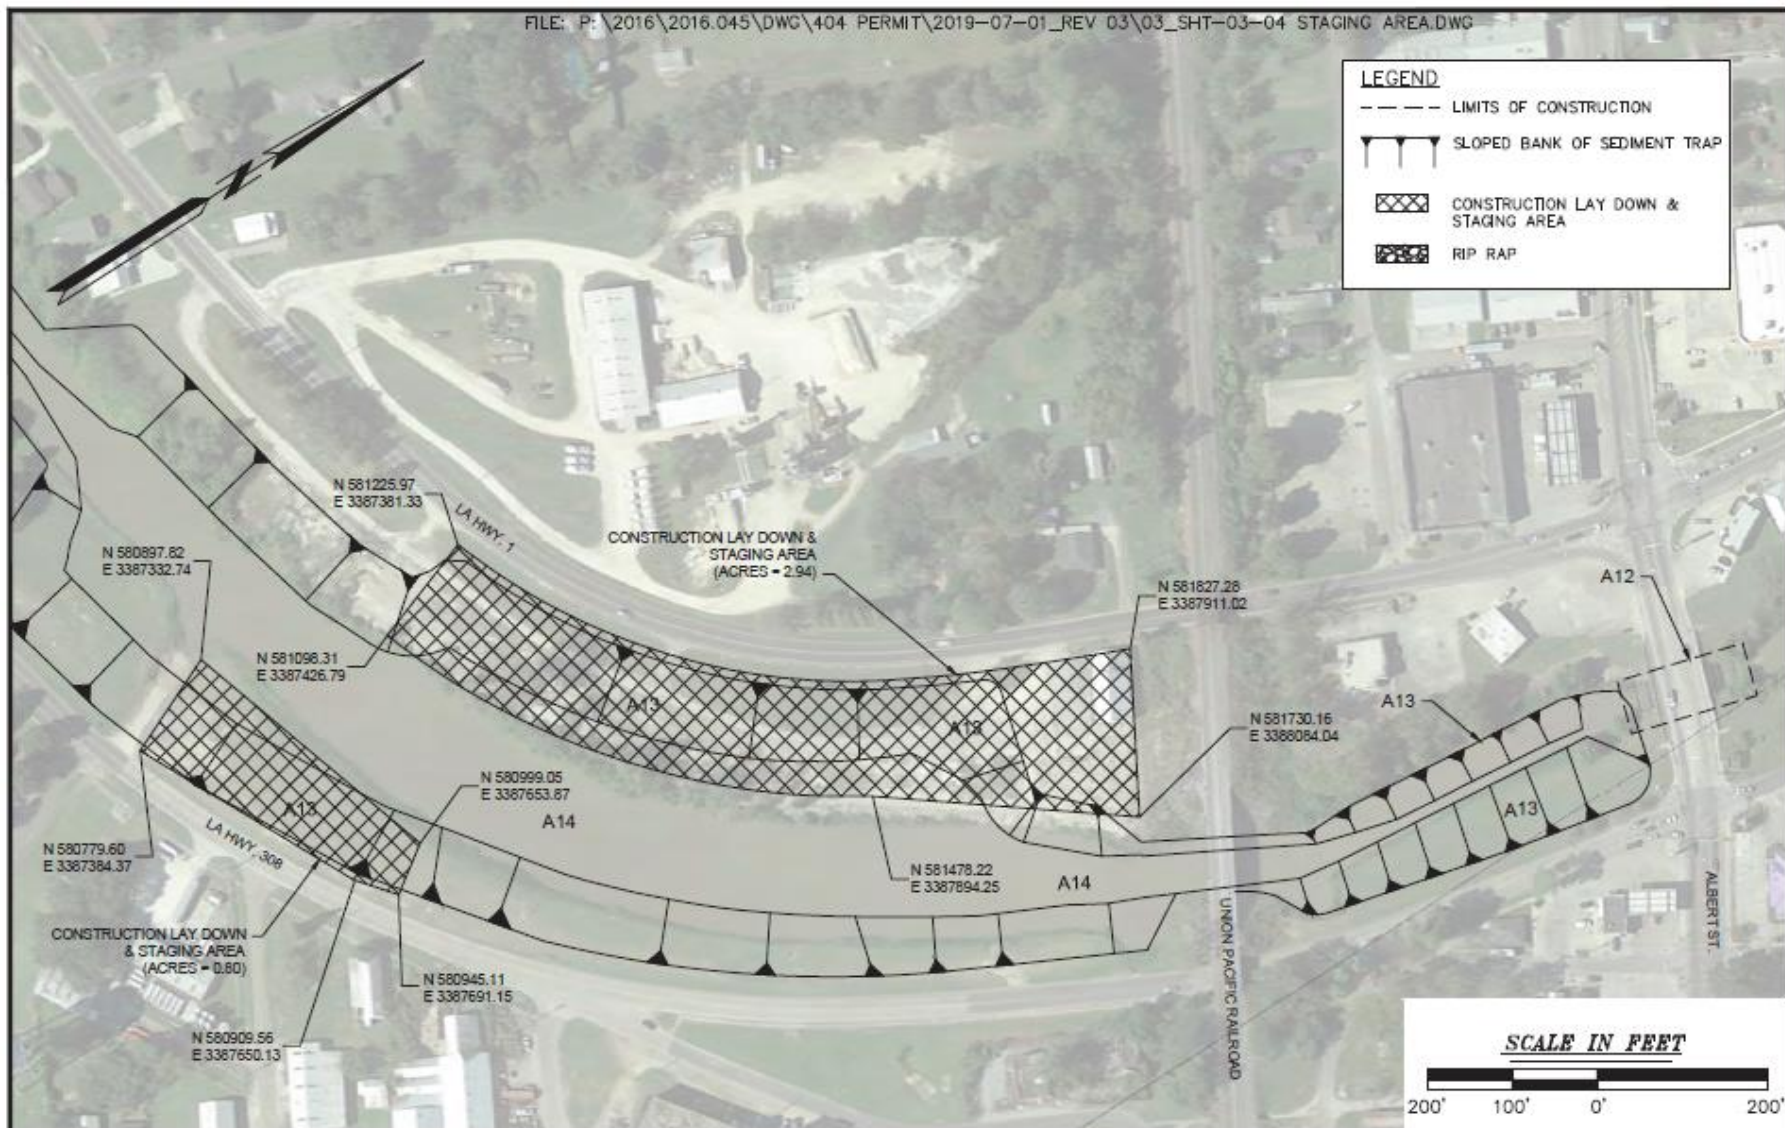 FILE: P:\2016\2016.045\DWG\404 PERMIT\2019-07-01_REV 03\03_SHT-03-04 STAGING AREA.DWG
LEGEND
LIMITS OF CONSTRUCTION
SLOPED BANK OF SEDIMENT TRAP
CONSTRUCTION LAY DOWN &
STAGING AREA
RIP RAP
N 581225.97
E 3387381.33
LA HWY. 1
CONSTRUCTION LAY DOWN &
STAGING AREA
(ACRES = 2.94)
N 580897.82
E 3387332.74
N 581827.28
E 3387911.02
A12
N 581098.31
E 3387426.79
A13
A13
A13
N 581730.16
E 3388084.04
N 580999.05
E 3387653.87
A13
A14
A13
LA HWY. 308
N 580779.60
E 3387384.37
N 581478.22
E 3387894.25
A14
ALBERT ST.
UNION PACIFIC RAILROAD
CONSTRUCTION LAY DOWN
& STAGING AREA
(ACRES = 0.80)
N 580945.11
E 3387691.15
N 580909.56
E 3387650.13
SCALE IN FEET
200' 100' 0' 200'